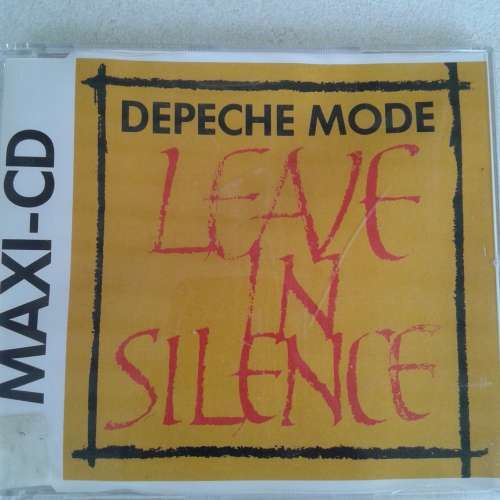 MAXI-CD
DEPECHE MODE
LEAVE
IN
SILENCE